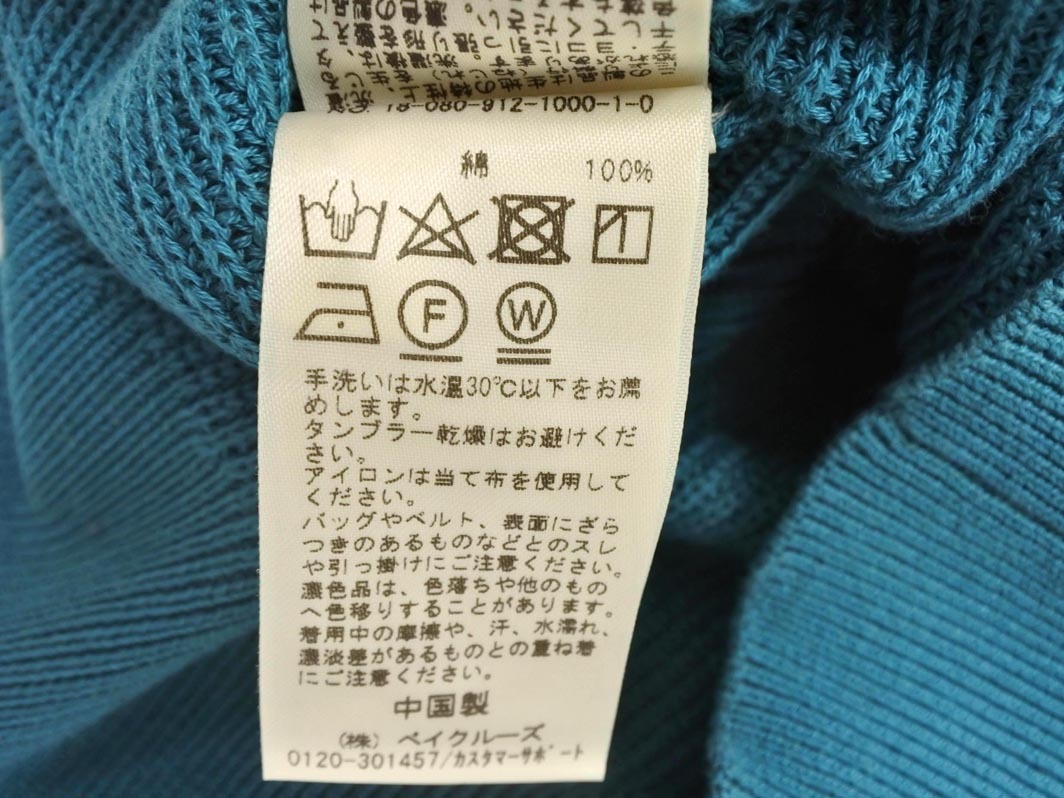 18-080-912-1000-1-0
綿 100%
F W
手洗いは水温30℃以下をお薦
めします。
タンブラー乾燥はお避けくだ
さい。
アイロンは当て布を使用して
ください。
バッグやベルト、表面にざら
つきのあるものなどとのスレ
や引っ掛けにご注意ください。
濃色品は、色落ちや他のもの
へ色移りすることがあります。
着用中の摩擦や、汗、水濡れ、
濃淡差があるものとの重ね着
にご注意ください。
中国製
(株) ベイクルーズ
0120-301457/カスタマーサポート